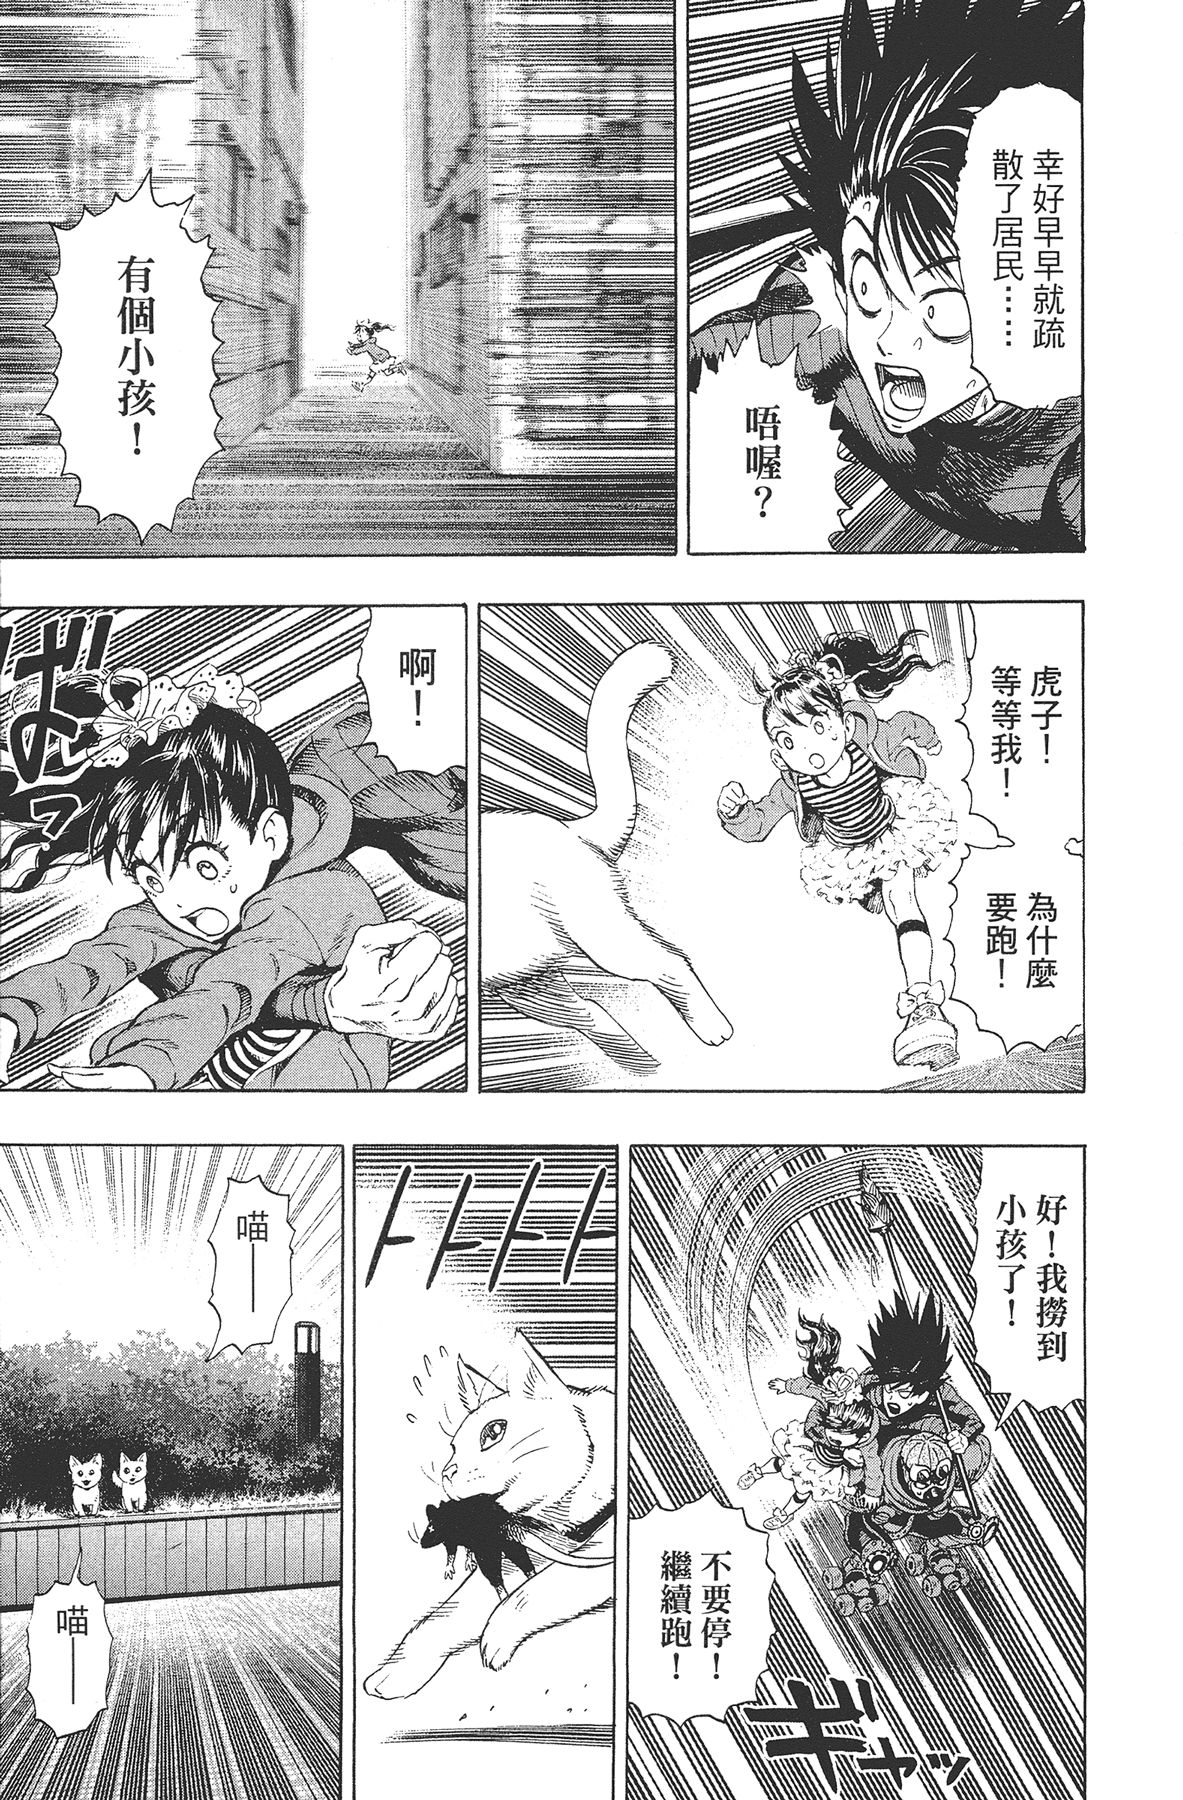 幸好早早就疏
散了居民……
唔喔？
有個小孩！
虎子！
等等我！
為什麼
要跑！
啊！
ばっ
好！我撈到
小孩了！
不要停！
繼續跑！
ギャッ
トトトト
喵——
喵——